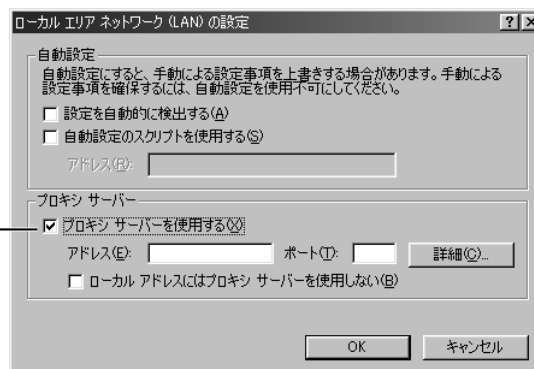 ローカル エリア ネットワーク (LAN) の設定
自動設定
自動設定にすると、手動による設定事項を上書きする場合があります。手動による
設定事項を確保するには、自動設定を使用不可にしてください。
設定を自動的に検出する(A)
自動設定のスクリプトを使用する(S)
アドレス(R):
プロキシ サーバー
プロキシ サーバーを使用する(X)
アドレス(E): ポート(T): 詳細(C)...
ローカル アドレスにはプロキシ サーバーを使用しない(B)
OK キャンセル